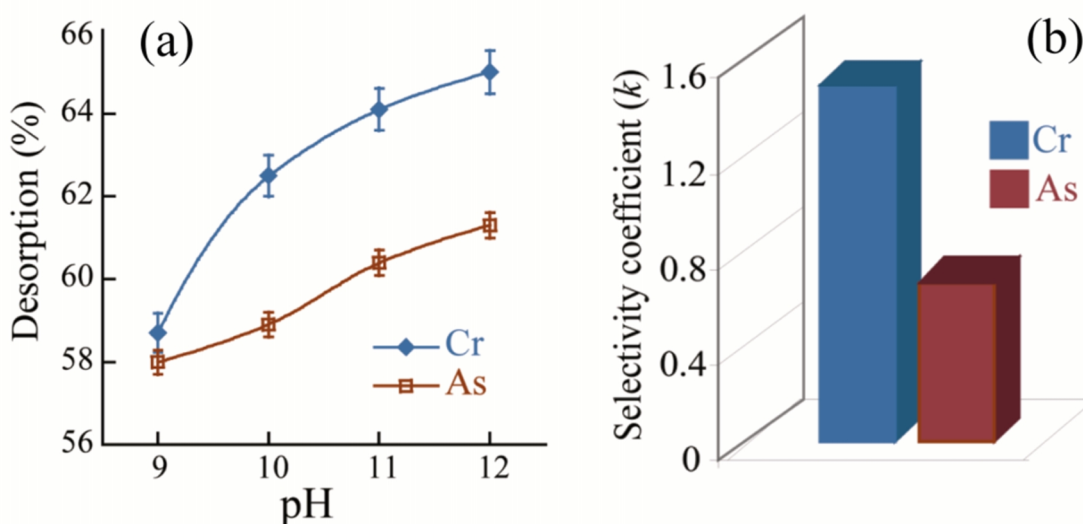 (a)
Desorption (%)
66
64
62
60
58
56
9 10 11 12
pH
Cr
As
(b)
Selectivity coefficient (k)
1.6
1.2
0.8
0.4
0
Cr
As